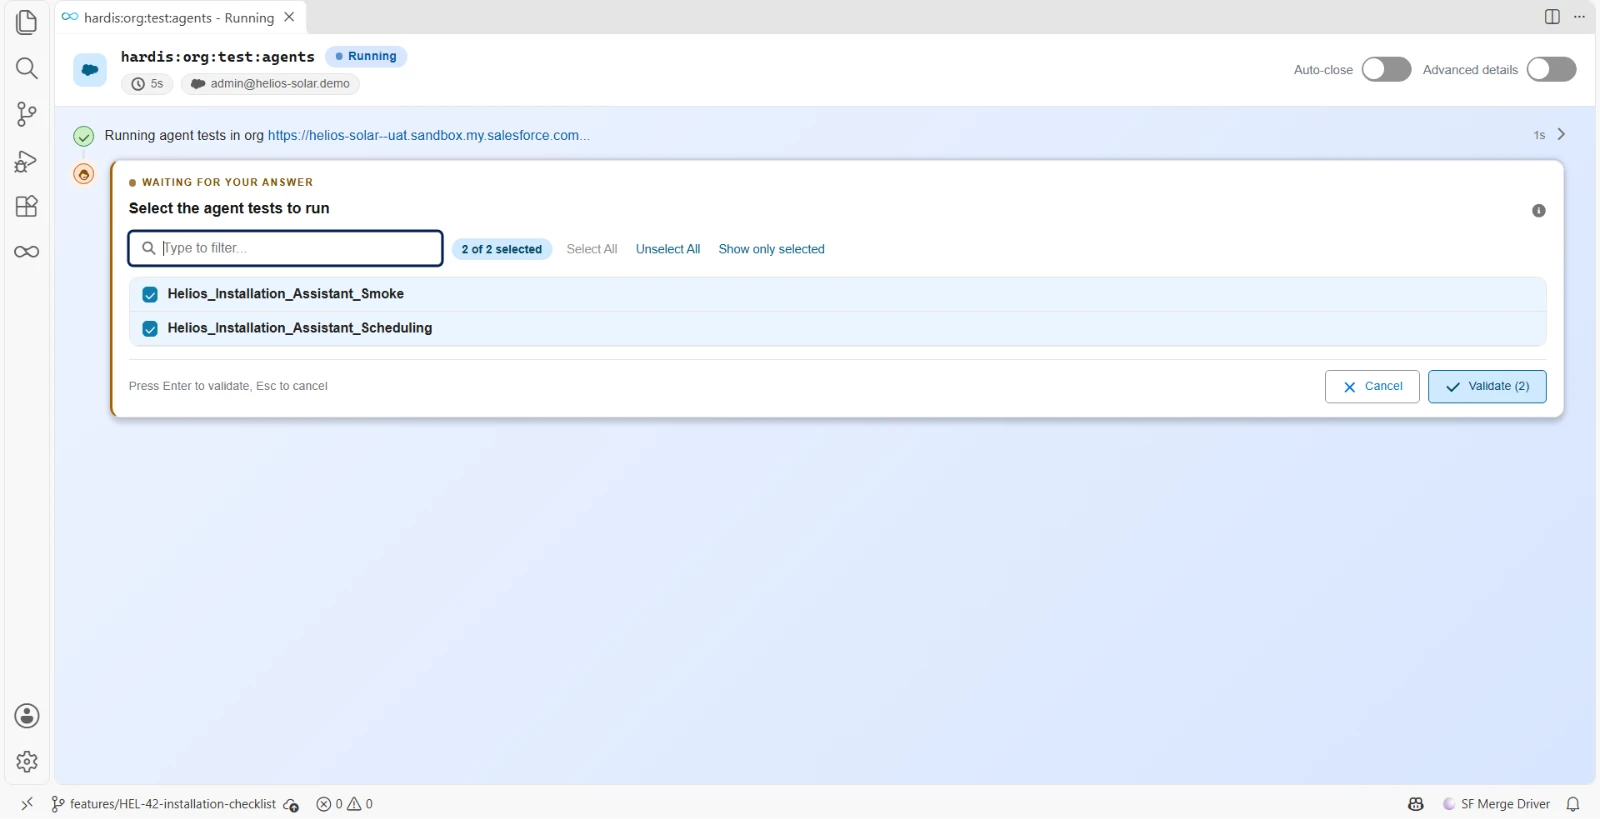 hardis:org:test:agents - Running
hardis:org:test:agents
Running
5s
admin@helios-solar.demo
Auto-close
Advanced details
Running agent tests in org https://helios-solar--uat.sandbox.my.salesforce.com...
1s
WAITING FOR YOUR ANSWER
Select the agent tests to run
Type to filter...
2 of 2 selected
Select All
Unselect All
Show only selected
Helios_Installation_Assistant_Smoke
Helios_Installation_Assistant_Scheduling
Press Enter to validate, Esc to cancel
Cancel
Validate (2)
features/HEL-42-installation-checklist
0
0
SF Merge Driver